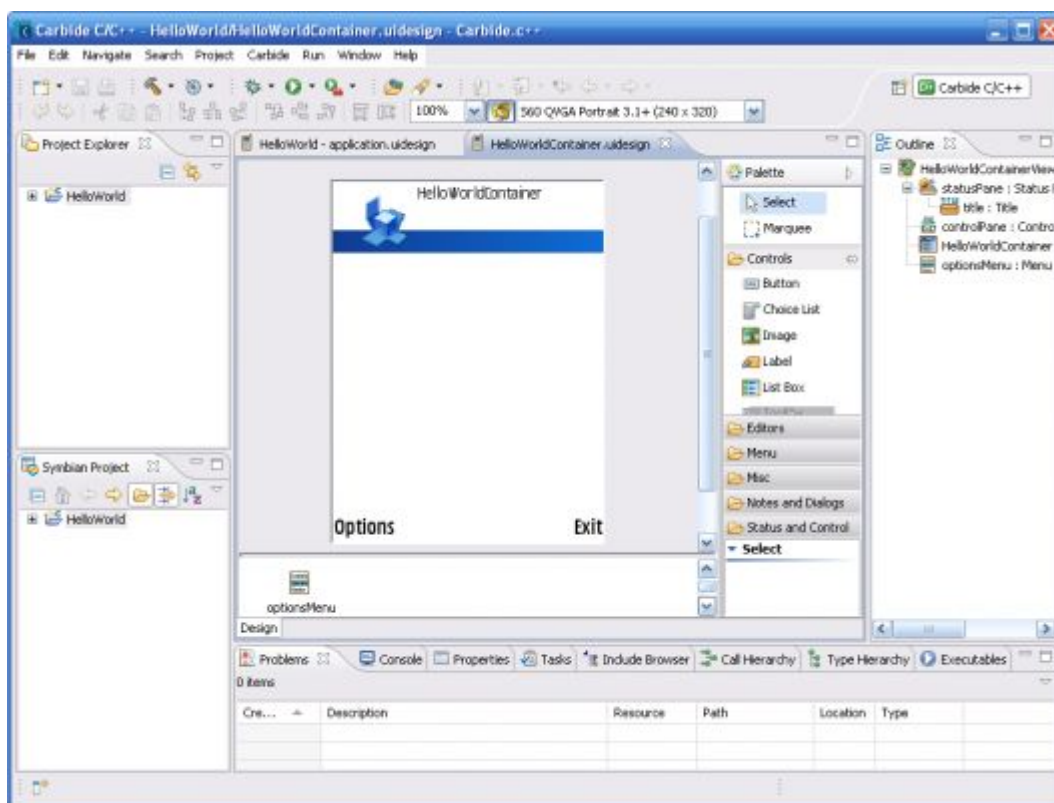 Carbide C/C++ - HelloWorld/HelloWorldContainer.uidesign - Carbide.c++
File Edit Navigate Search Project Carbide Run Window Help
Carbide C/C++
100%
S60 QVGA Portrait 3.1+ (240 x 320)
Project Explorer
HelloWorld
Symbian Project
HelloWorld
HelloWorld - application.uidesign
HelloWorldContainer.uidesign
HelloWorldContainer
Options
Exit
optionsMenu
Design
Palette
Select
Marquee
Controls
Button
Choice List
Image
Label
List Box
Editors
Menu
Misc
Notes and Dialogs
Status and Control
Select
Outline
HelloWorldContainerView
statusPane : Status
title : Title
controlPane : Contro
HelloWorldContainer
optionsMenu : Menu
Problems Console Properties Tasks Include Browser Call Hierarchy Type Hierarchy Executables
0 items
Cre... Description Resource Path Location Type